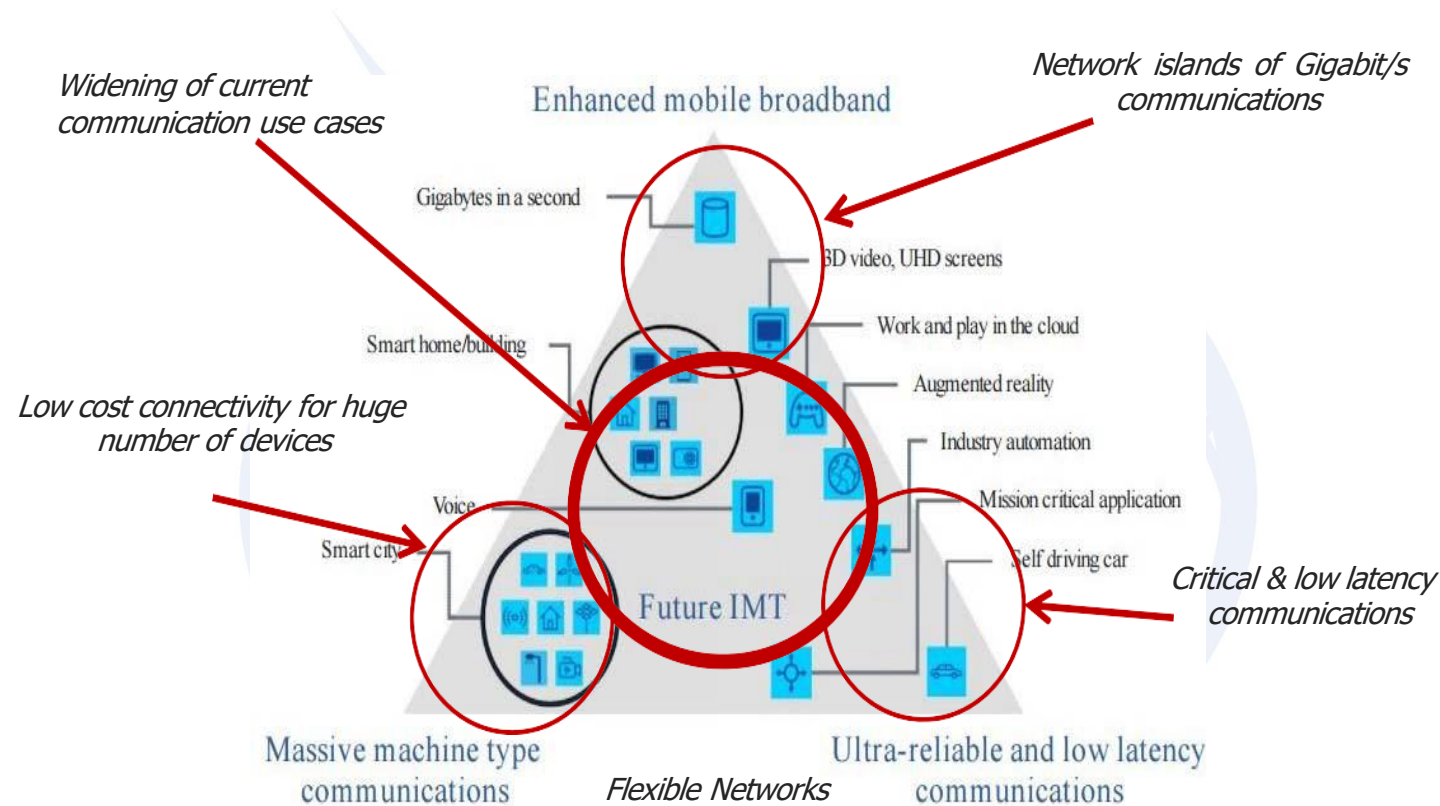 Network islands of Gigabit/s
communications
Widening of current
communication use cases
Enhanced mobile broadband
Gigabytes in a second
3D video, UHD screens
Work and play in the cloud
Smart home/building
Augmented reality
Low cost connectivity for huge
number of devices
Industry automation
Mission critical application
Voice
Smart city
Self driving car
Critical & low latency
communications
Future IMT
Massive machine type
communications
Ultra-reliable and low latency
communications
Flexible Networks